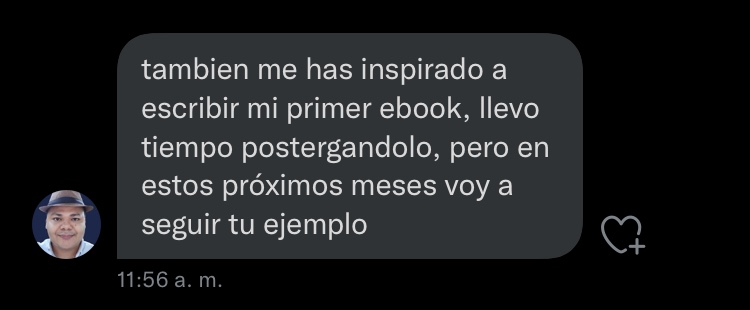 tambien me has inspirado a
escribir mi primer ebook, llevo
tiempo postergandolo, pero en
estos próximos meses voy a
seguir tu ejemplo
11:56 a. m.